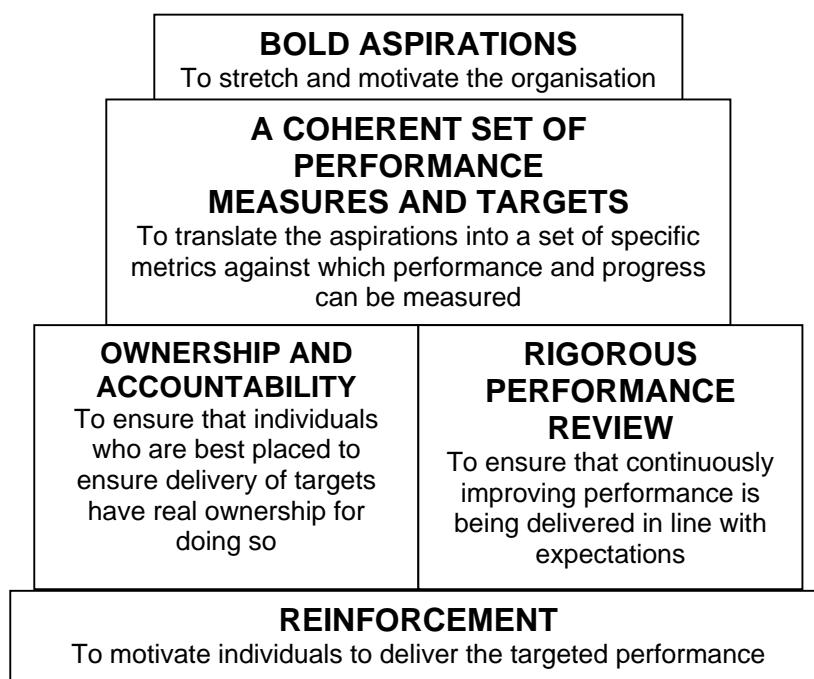 BOLD ASPIRATIONS
To stretch and motivate the organisation
A COHERENT SET OF
PERFORMANCE
MEASURES AND TARGETS
To translate the aspirations into a set of specific
metrics against which performance and progress
can be measured
OWNERSHIP AND
ACCOUNTABILITY
To ensure that individuals
who are best placed to
ensure delivery of targets
have real ownership for
doing so
RIGOROUS
PERFORMANCE
REVIEW
To ensure that continuously
improving performance is
being delivered in line with
expectations
REINFORCEMENT
To motivate individuals to deliver the targeted performance